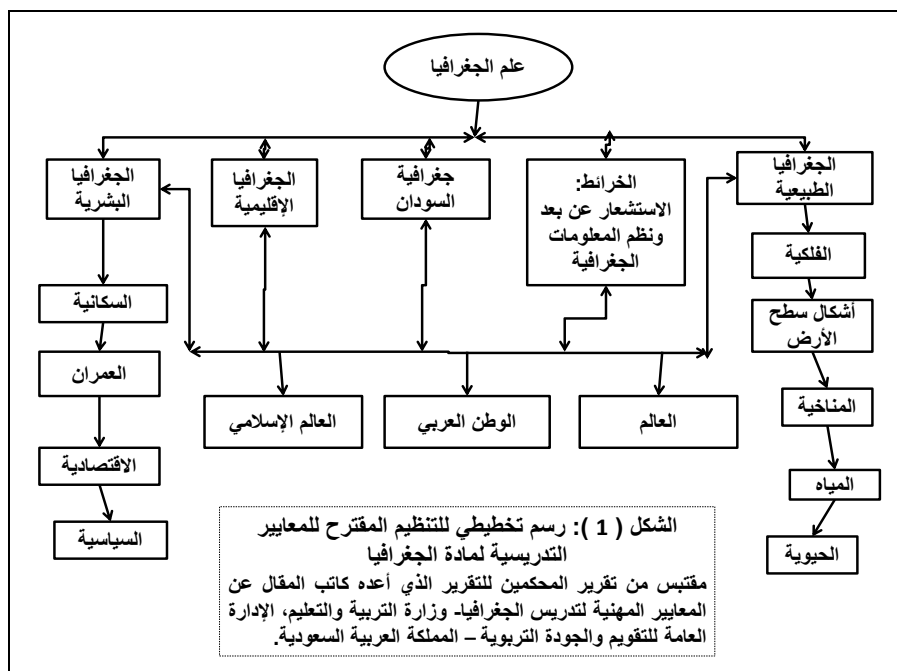 علم الجغرافيا
الجغرافيا
الطبيعية
الخرائط:
الاستشعار عن بعد
ونظم المعلومات
الجغرافية
جغرافية
السودان
الجغرافيا
الإقليمية
الجغرافيا
البشرية
الفلكية
أشكال سطح
الأرض
المناخية
المياه
الحيوية
السكانية
العمران
الاقتصادية
السياسية
العالم
الوطن العربي
العالم الإسلامي
الشكل ( 1 ): رسم تخطيطي للتنظيم المقترح للمعايير
التدريسية لمادة الجغرافيا
مقتبس من تقرير المحكمين للتقرير الذي أعده كاتب المقال عن
المعايير المهنية لتدريس الجغرافيا- وزارة التربية والتعليم، الإدارة
العامة للتقويم والجودة التربوية – المملكة العربية السعودية.